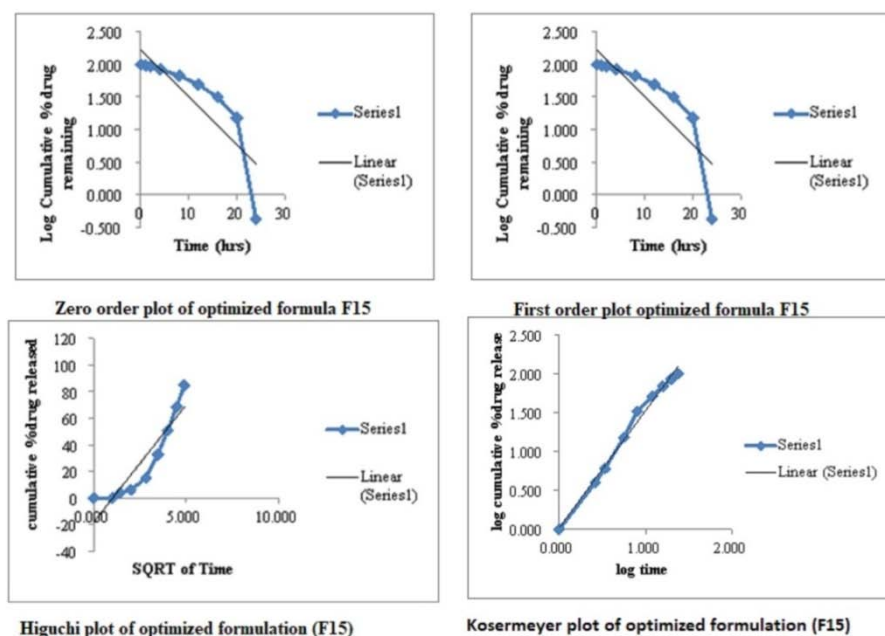 2.500
2.000
1.500
1.000
0.500
0.000
-0.500
Log Cumulative % drug
remaining
0 10 20 30
Time (hrs)
Series1
Linear
(Series1)
Zero order plot of optimized formula F15
2.500
2.000
1.500
1.000
0.500
0.000
-0.500
Log Cumulative % drug
remaining
0 10 20 30
Time (hrs)
Series1
Linear
(Series1)
First order plot optimized formula F15
120
100
80
60
40
20
0
-20
-40
cumulative %drug released
0.000 5.000 10.000
SQRT of Time
Series1
Linear
(Series1)
Higuchi plot of optimized formulation (F15)
2.500
2.000
1.500
1.000
0.500
0.000
log cumulative %drug release
0.000 1.000 2.000
log time
Series1
Linear (Series1)
Kosermeyer plot of optimized formulation (F15)